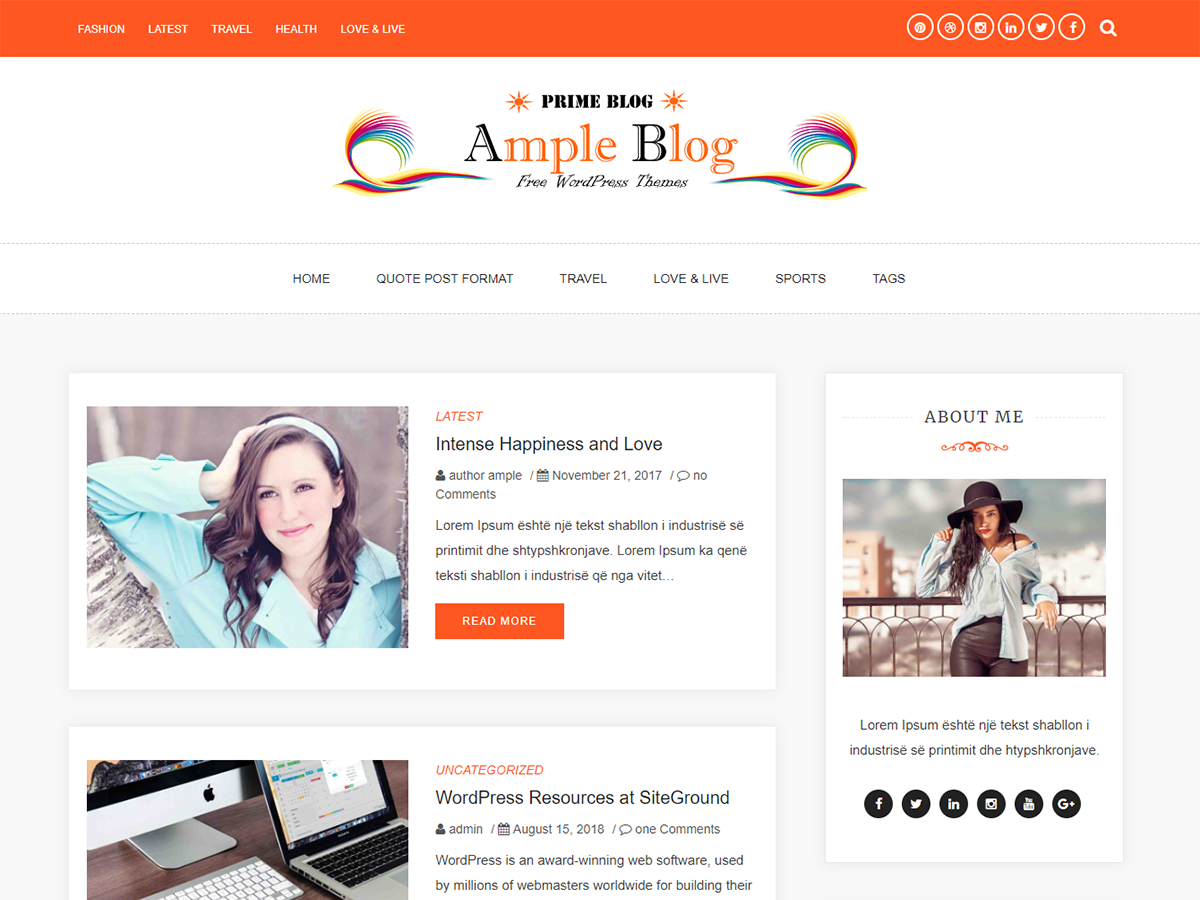 FASHION LATEST TRAVEL HEALTH LOVE & LIVE
PRIME BLOG
Ample Blog
Free WordPress Themes
HOME QUOTE POST FORMAT TRAVEL LOVE & LIVE SPORTS TAGS
LATEST
Intense Happiness and Love
author ample / November 21, 2017 / no
Comments
Lorem Ipsum është një tekst shabllon i industrisë së
printimit dhe shtypshkronjave. Lorem Ipsum ka qenë
teksti shabllon i industrisë që nga vitet…
READ MORE
UNCATEGORIZED
WordPress Resources at SiteGround
admin / August 15, 2018 / one Comments
WordPress is an award-winning web software, used
by millions of webmasters worldwide for building their
ABOUT ME
Lorem Ipsum është një tekst shabllon i
industrisë së printimit dhe htypshkronjave.